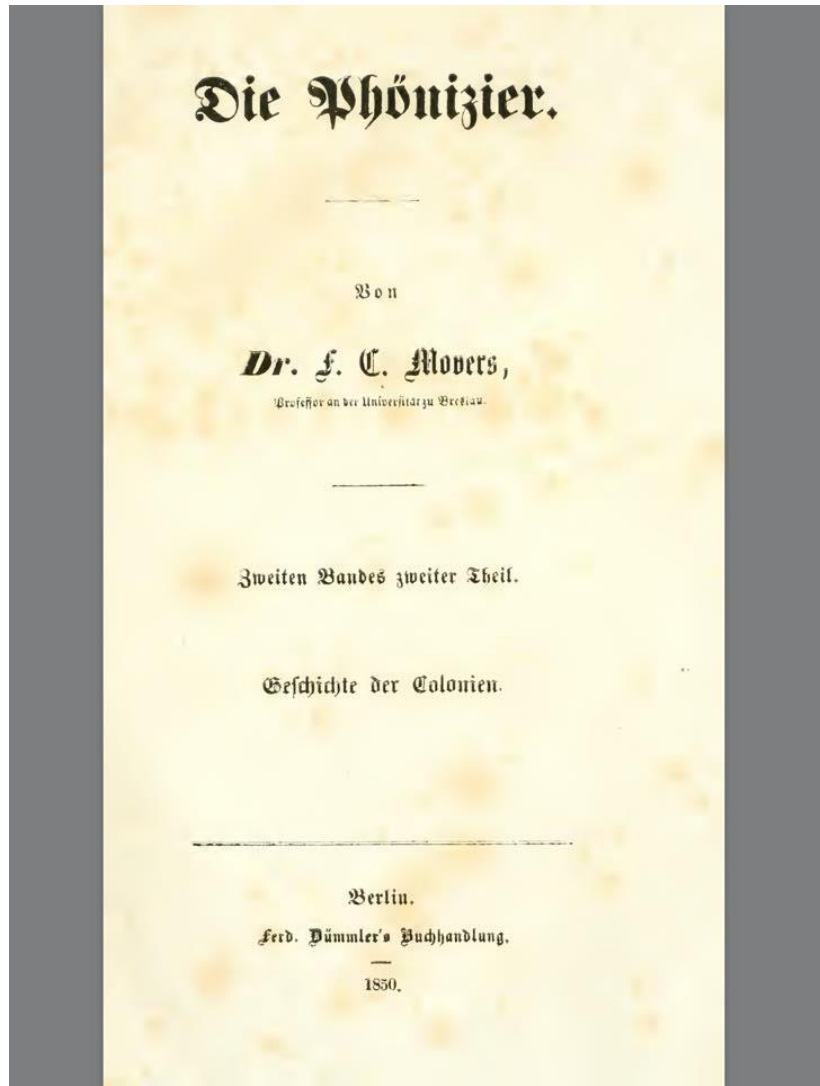 Die Phönizier.
Von
Dr. F. C. Movers,
Professor an der Universität zu Breslau.
Zweiten Bandes zweiter Theil.
Geschichte der Colonien.
Berlin.
Ferd. Dümmler's Buchhandlung.
1850.